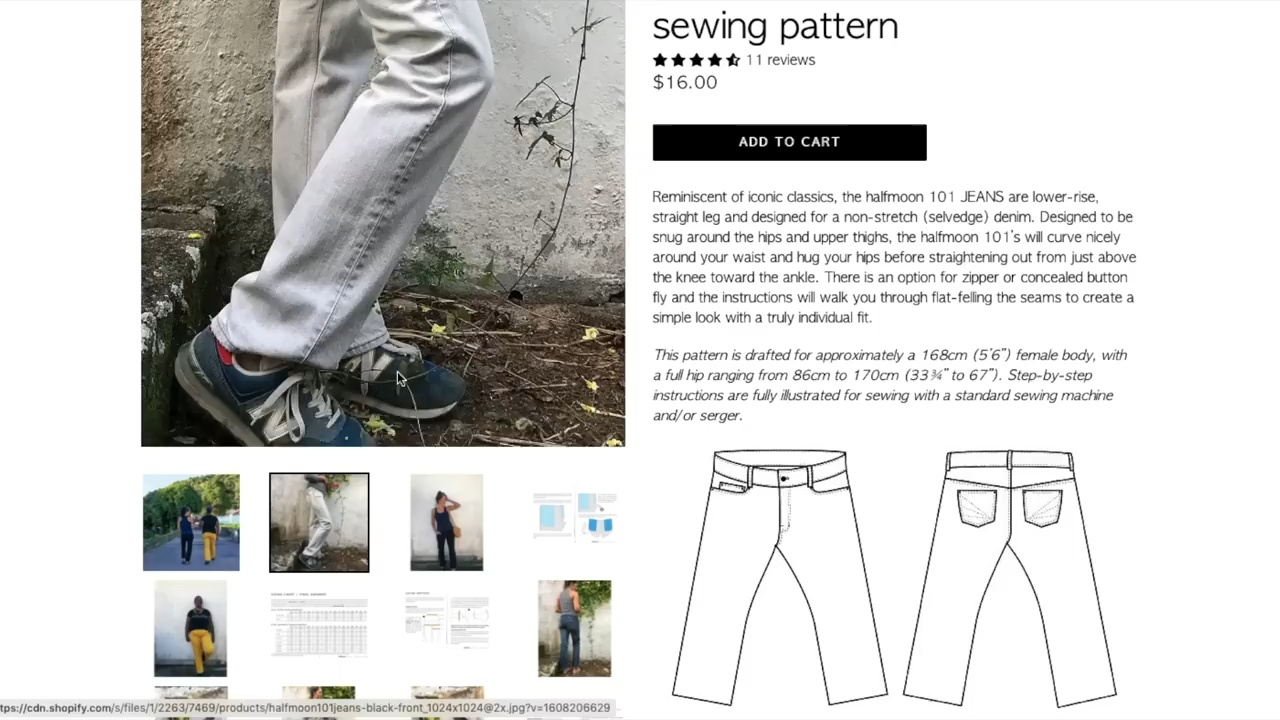 sewing pattern
11 reviews
$16.00
ADD TO CART
Reminiscent of iconic classics, the halfmoon 101 JEANS are lower-rise,
straight leg and designed for a non-stretch (selvedge) denim. Designed to be
snug around the hips and upper thighs, the halfmoon 101's will curve nicely
around your waist and hug your hips before straightening out from just above
the knee toward the ankle. There is an option for zipper or concealed button
fly and the instructions will walk you through flat-felling the seams to create a
simple look with a truly individual fit.
This pattern is drafted for approximately a 168cm (5'6") female body, with
a full hip ranging from 86cm to 170cm (33¾" to 67"). Step-by-step
instructions are fully illustrated for sewing with a standard sewing machine
and/or serger.
ttps://cdn.shopify.com/s/files/1/2263/7469/products/halfmoon101jeans-black-front_1024x1024@2x.jpg?v=1608206629